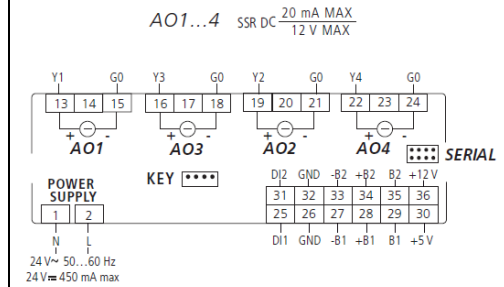 AO1...4 SSR DC 20 mA MAX
12 V MAX
Y1 G0 Y3 G0 Y2 G0 Y4 G0
13 14 15 16 17 18 19 20 21 22 23 24
+ - + - + - + -
AO1 AO3 AO2 AO4
SERIAL
KEY
DI2 GND -B2 +B2 B2 +12 V
POWER
SUPPLY
31 32 33 34 35 36
1 2 25 26 27 28 29 30
N L DI1 GND -B1 +B1 B1 +5 V
24 V~ 50...60 Hz
24 V⎓ 450 mA max